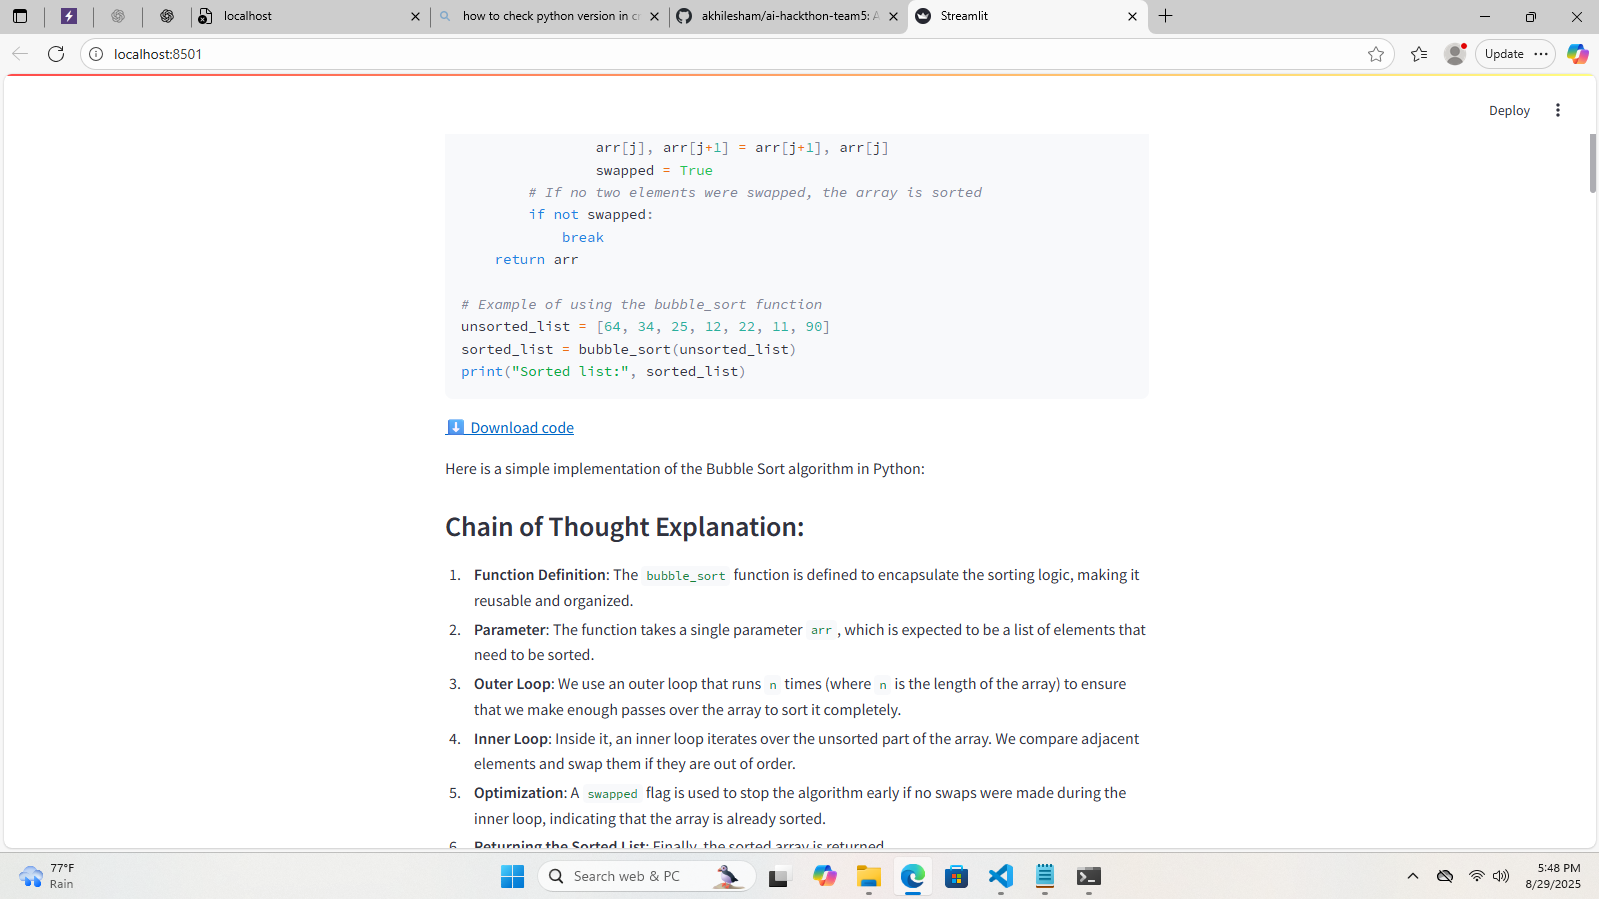 localhost
how to check python version in c
akhilesham/ai-hackthon-team5: A
Streamlit
localhost:8501
Update
Deploy
arr[j], arr[j+1] = arr[j+1], arr[j]
swapped = True
# If no two elements were swapped, the array is sorted
if not swapped:
break
return arr
# Example of using the bubble_sort function
unsorted_list = [64, 34, 25, 12, 22, 11, 90]
sorted_list = bubble_sort(unsorted_list)
print("Sorted list:", sorted_list)
Download code
Here is a simple implementation of the Bubble Sort algorithm in Python:
Chain of Thought Explanation:
1. Function Definition: The bubble_sort function is defined to encapsulate the sorting logic, making it
reusable and organized.
2. Parameter: The function takes a single parameter arr , which is expected to be a list of elements that
need to be sorted.
3. Outer Loop: We use an outer loop that runs n times (where n is the length of the array) to ensure
that we make enough passes over the array to sort it completely.
4. Inner Loop: Inside it, an inner loop iterates over the unsorted part of the array. We compare adjacent
elements and swap them if they are out of order.
5. Optimization: A swapped flag is used to stop the algorithm early if no swaps were made during the
inner loop, indicating that the array is already sorted.
6. Returning the Sorted List: Finally, the sorted array is returned
77°F
Rain
Search web & PC
5:48 PM
8/29/2025